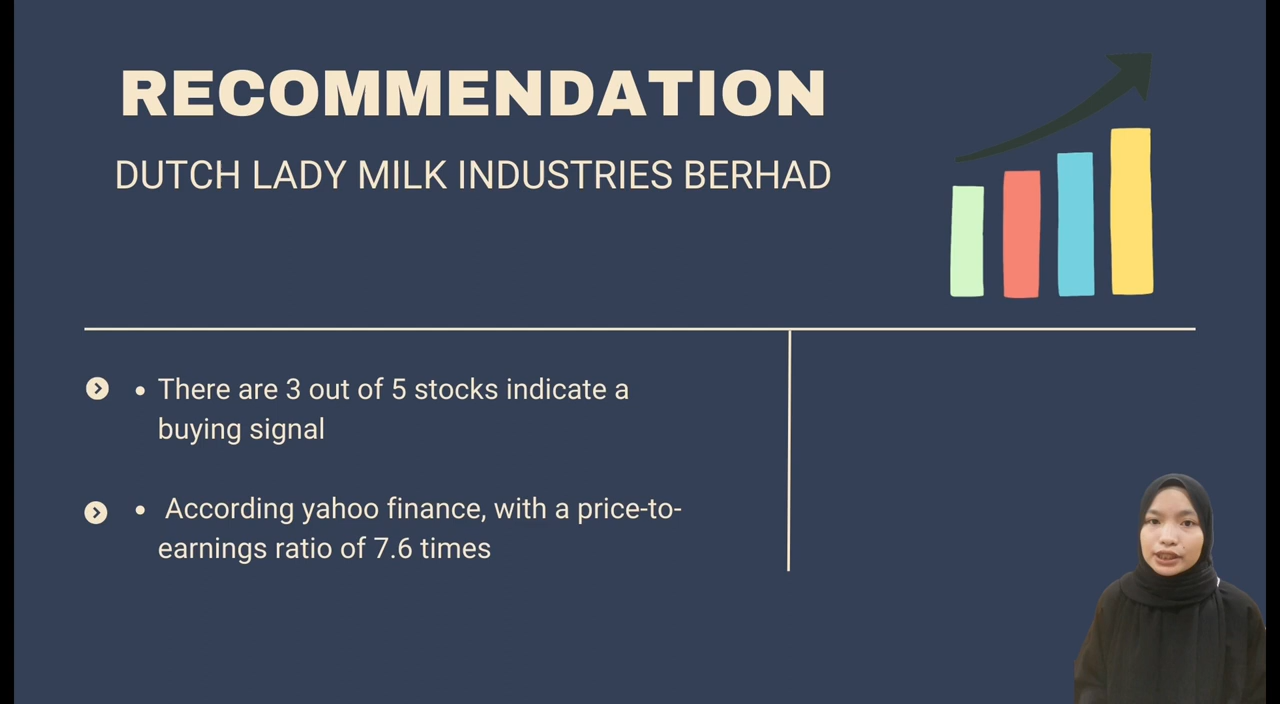 RECOMMENDATION
DUTCH LADY MILK INDUSTRIES BERHAD
• There are 3 out of 5 stocks indicate a
buying signal
• According yahoo finance, with a price-to-
earnings ratio of 7.6 times